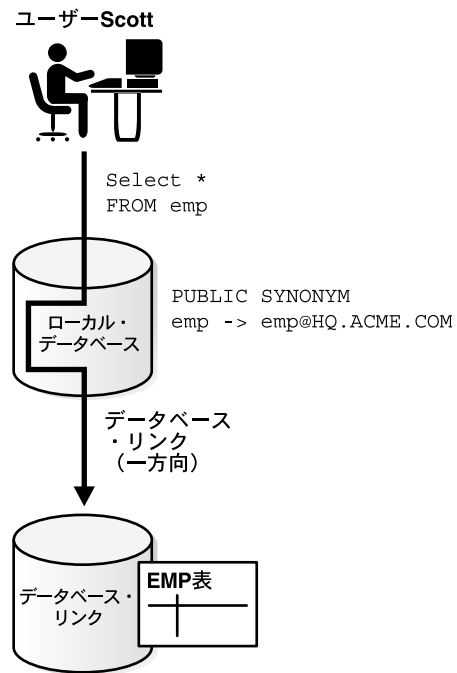 ユーザーScott
Select *
FROM emp
PUBLIC SYNONYM
emp -> emp@HQ.ACME.COM
ローカル・
データベース
データベース
・リンク
（一方向）
データベース・
リンク
EMP表